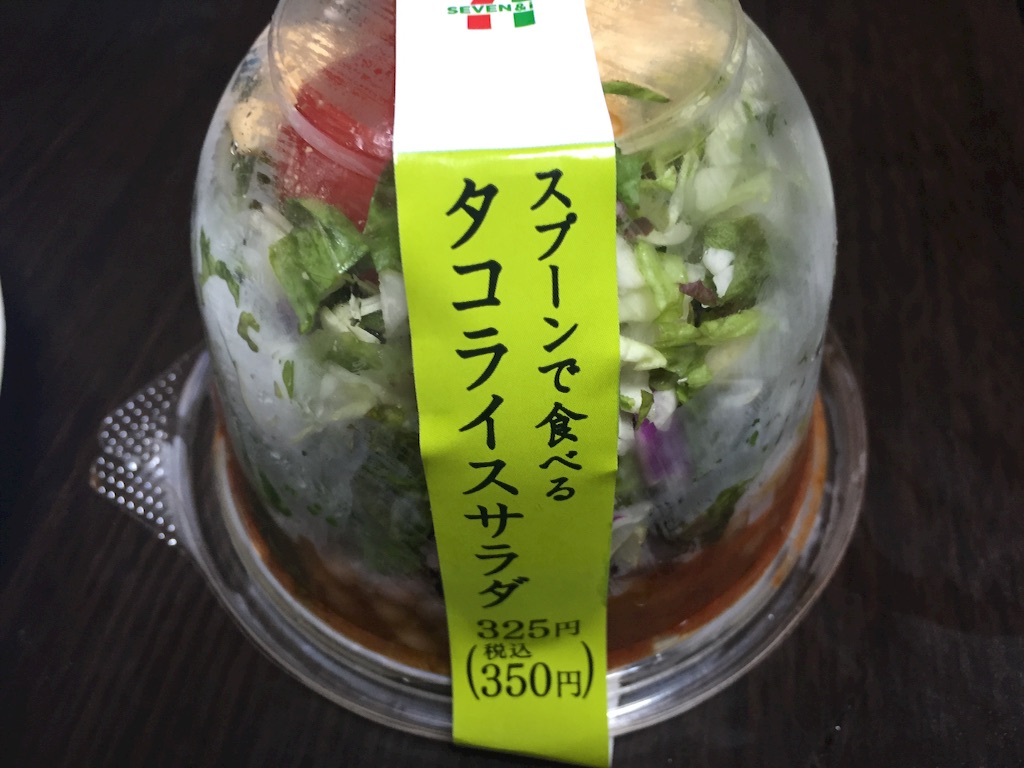 SEVEN&i
スプーンで食べる
タコライスサラダ
325円
税込
(350円)